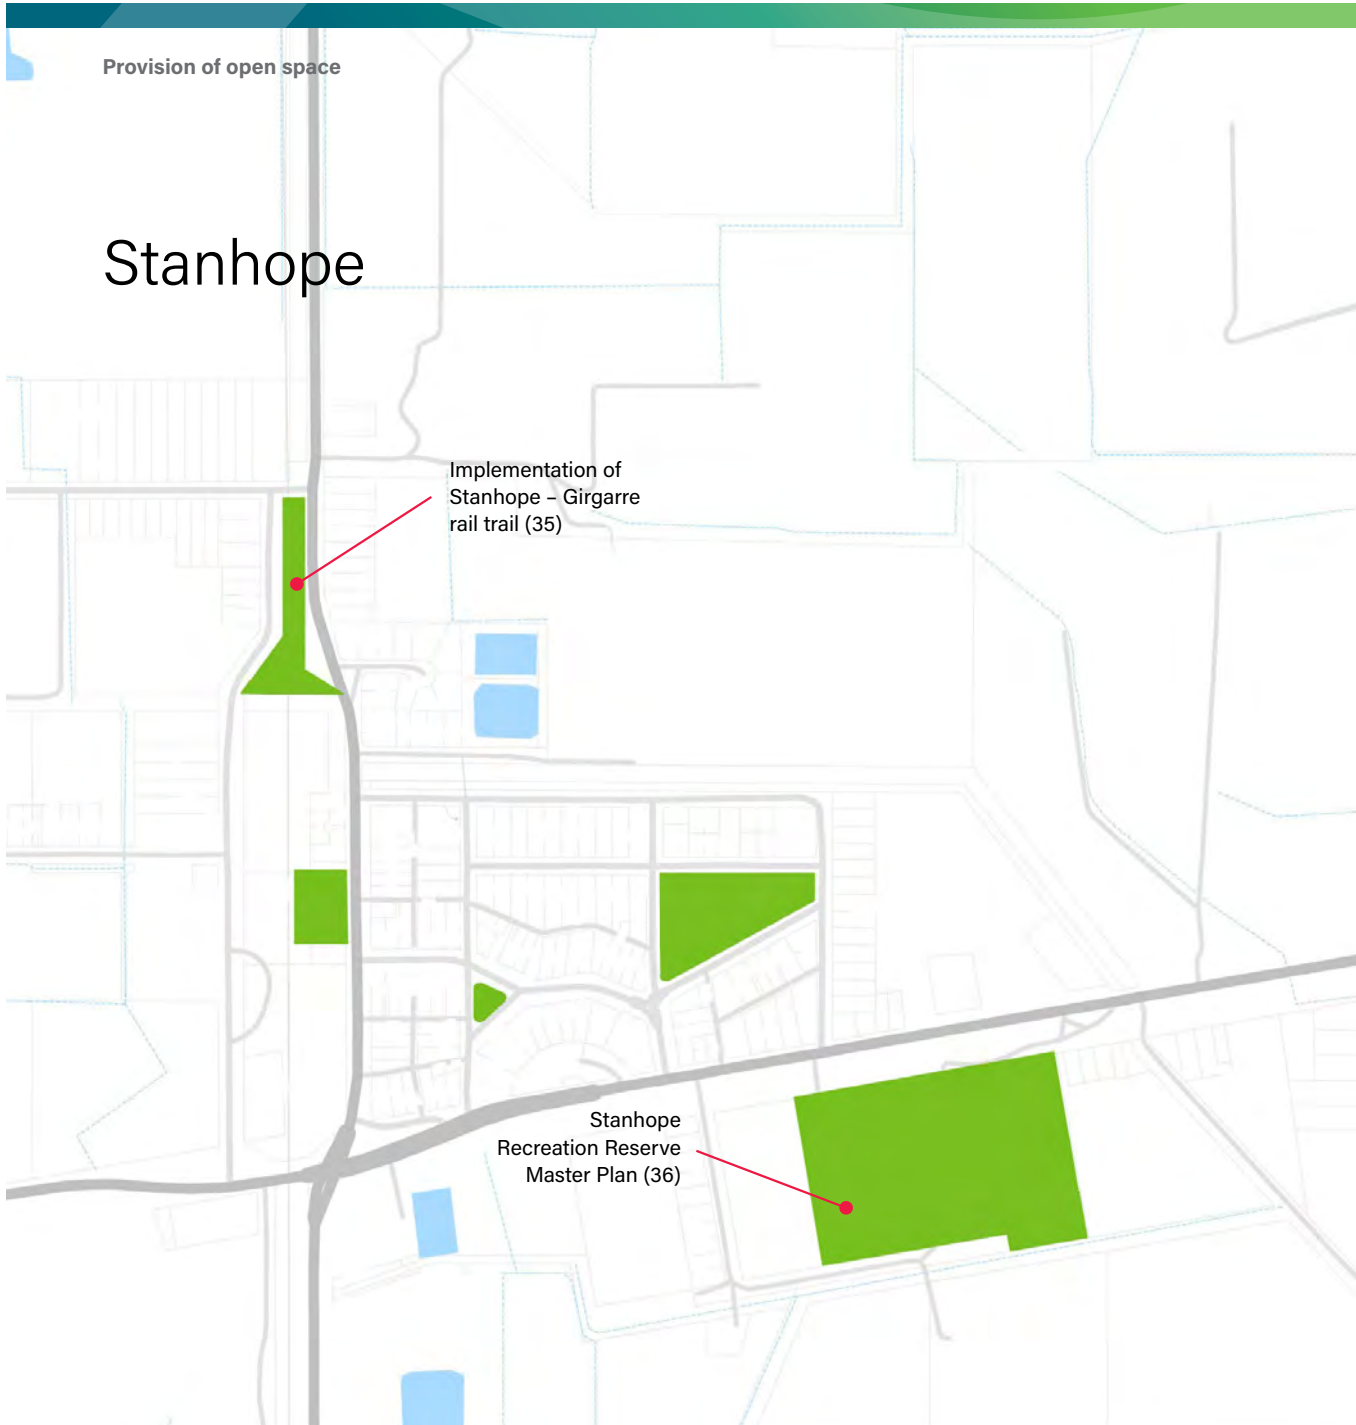 Provision of open space
Stanhope
Implementation of
Stanhope – Girgarre
rail trail (35)
Stanhope
Recreation Reserve
Master Plan (36)